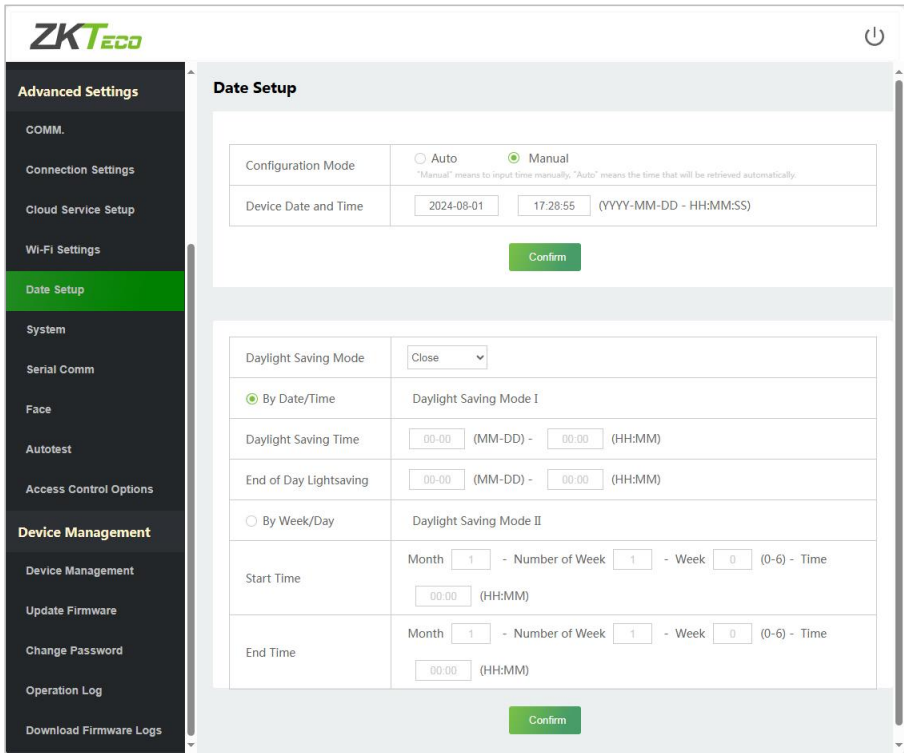 ZKTeco
Advanced Settings
COMM.
Connection Settings
Cloud Service Setup
Wi-Fi Settings
Date Setup
System
Serial Comm
Face
Autotest
Access Control Options
Device Management
Device Management
Update Firmware
Change Password
Operation Log
Download Firmware Logs
Date Setup
Configuration Mode Auto Manual
"Manual" means to input time manually, "Auto" means the time that will be retrieved automatically.
Device Date and Time 2024-08-01 17:28:55 (YYYY-MM-DD - HH:MM:SS)
Confirm
Daylight Saving Mode Close
By Date/Time Daylight Saving Mode I
Daylight Saving Time 00-00 (MM-DD) - 00:00 (HH:MM)
End of Day Lightsaving 00-00 (MM-DD) - 00:00 (HH:MM)
By Week/Day Daylight Saving Mode II
Start Time Month 1 - Number of Week 1 - Week 0 (0-6) - Time
00:00 (HH:MM)
End Time Month 1 - Number of Week 1 - Week 0 (0-6) - Time
00:00 (HH:MM)
Confirm